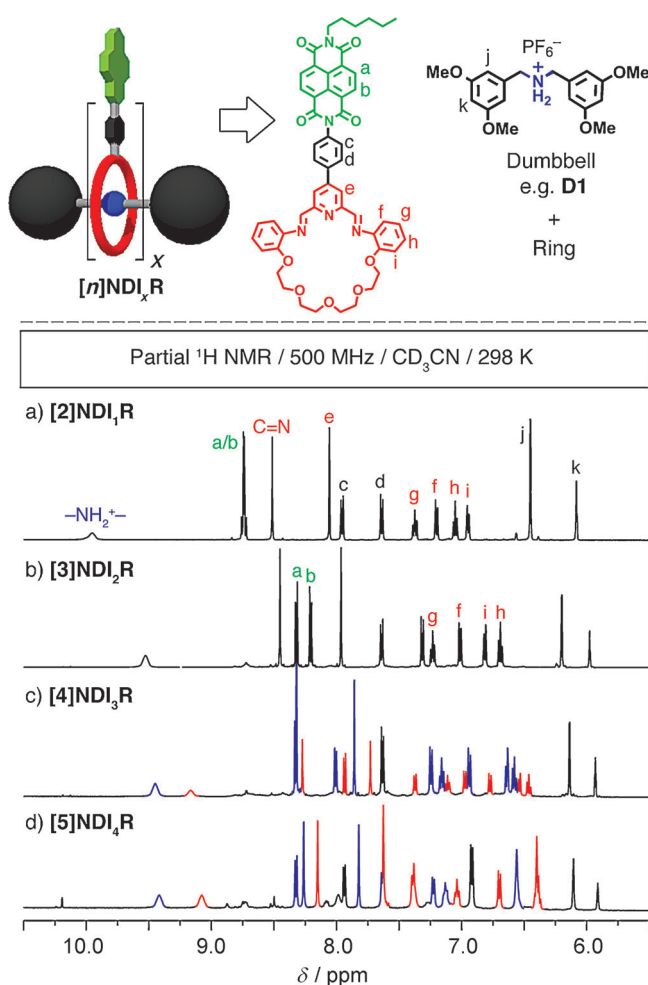 O
N
O
a
b
O
N
O
c
d
e
N
N
N
f
g
h
i
O
O
O
O
O
[n]NDIₓR
x
j
PF₆⁻
MeO
N⁺
H₂
OMe
k
OMe
MeO
Dumbbell
e.g. D1
+
Ring
Partial ¹H NMR / 500 MHz / CD₃CN / 298 K
a) [2]NDI₁R
–NH₂⁺–
a/b
C=N
e
c
d
g
f
h
i
j
k
b) [3]NDI₂R
a
b
g
f
i
h
c) [4]NDI₃R
d) [5]NDI₄R
10.0
9.0
8.0
7.0
6.0
δ / ppm